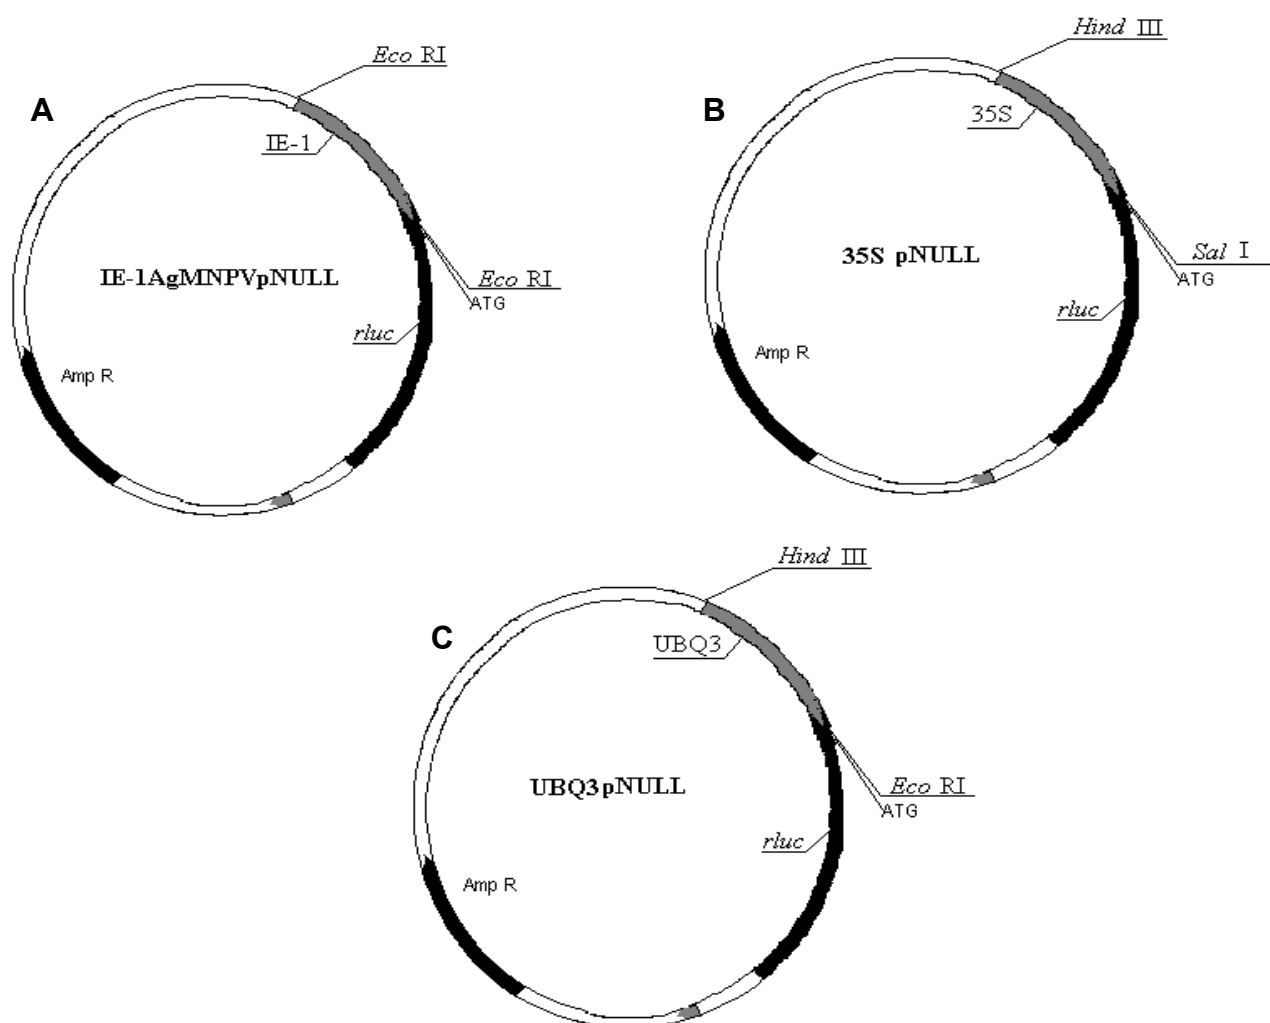 A
Eco RI
IE-1
IE-1AgMNPVpNULL
Eco RI
ATG
rluc
Amp R
B
Hind III
35S
35S pNULL
Sal I
ATG
rluc
Amp R
C
Hind III
UBQ3
UBQ3pNULL
Eco RI
ATG
rluc
Amp R